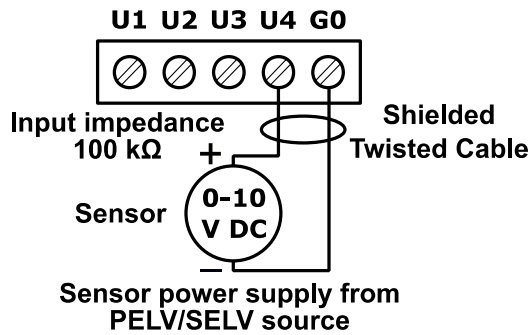 U1 U2 U3 U4 G0
Input impedance
100 kΩ
Shielded
Twisted Cable
+
Sensor
0-10
V DC
−
Sensor power supply from
PELV/SELV source